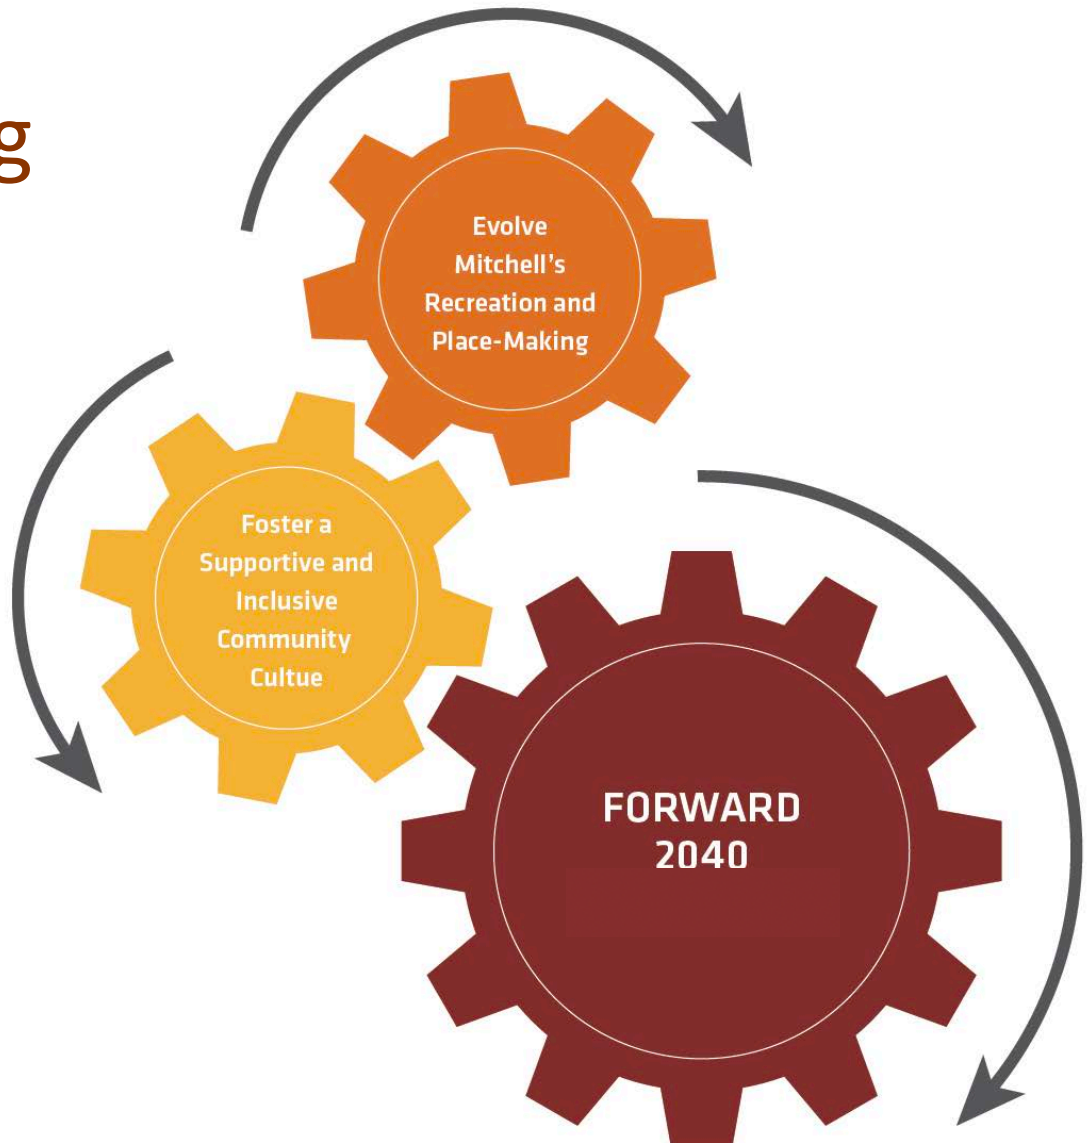 g
Evolve
Mitchell's
Recreation and
Place-Making
Foster a
Supportive and
Inclusive
Community
Cultue
FORWARD
2040